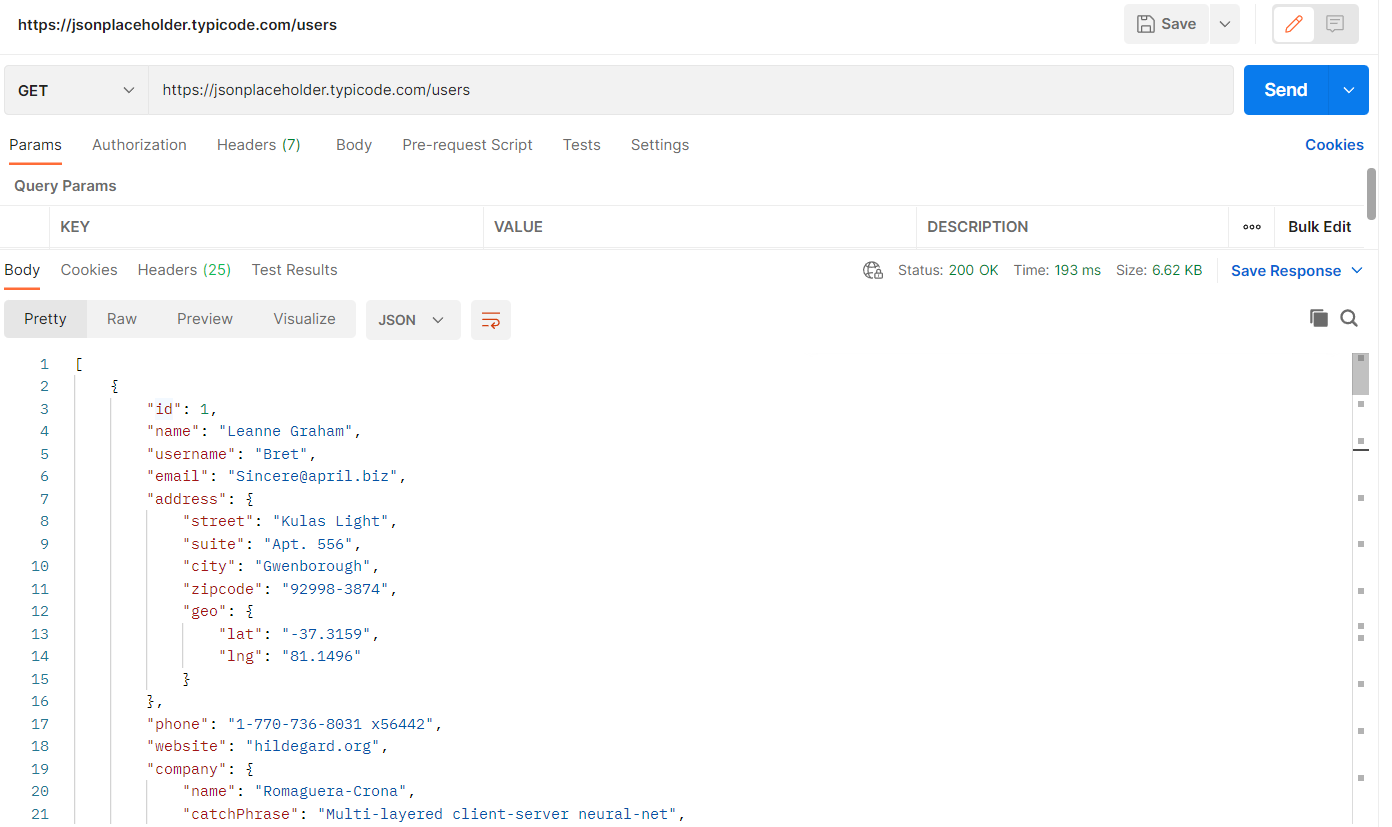 https://jsonplaceholder.typicode.com/users
Save
GET https://jsonplaceholder.typicode.com/users Send
Params Authorization Headers (7) Body Pre-request Script Tests Settings Cookies
Query Params
KEY VALUE DESCRIPTION ooo Bulk Edit
Body Cookies Headers (25) Test Results Status: 200 OK Time: 193 ms Size: 6.62 KB Save Response
Pretty Raw Preview Visualize JSON
1 [
2 {
3 "id": 1,
4 "name": "Leanne Graham",
5 "username": "Bret",
6 "email": "Sincere@april.biz",
7 "address": {
8 "street": "Kulas Light",
9 "suite": "Apt. 556",
10 "city": "Gwenborough",
11 "zipcode": "92998-3874",
12 "geo": {
13 "lat": "-37.3159",
14 "lng": "81.1496"
15 }
16 },
17 "phone": "1-770-736-8031 x56442",
18 "website": "hildegard.org",
19 "company": {
20 "name": "Romaguera-Crona",
21 "catchPhrase": "Multi-layered client-server neural-net",